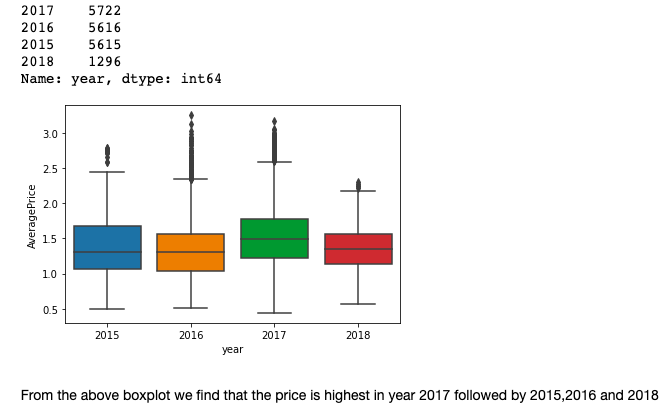 2017    5722
2016    5616
2015    5615
2018    1296
Name: year, dtype: int64
3.0
2.5
2.0
1.5
1.0
0.5
AveragePrice
2015 2016 2017 2018
year
From the above boxplot we find that the price is highest in year 2017 followed by 2015,2016 and 2018